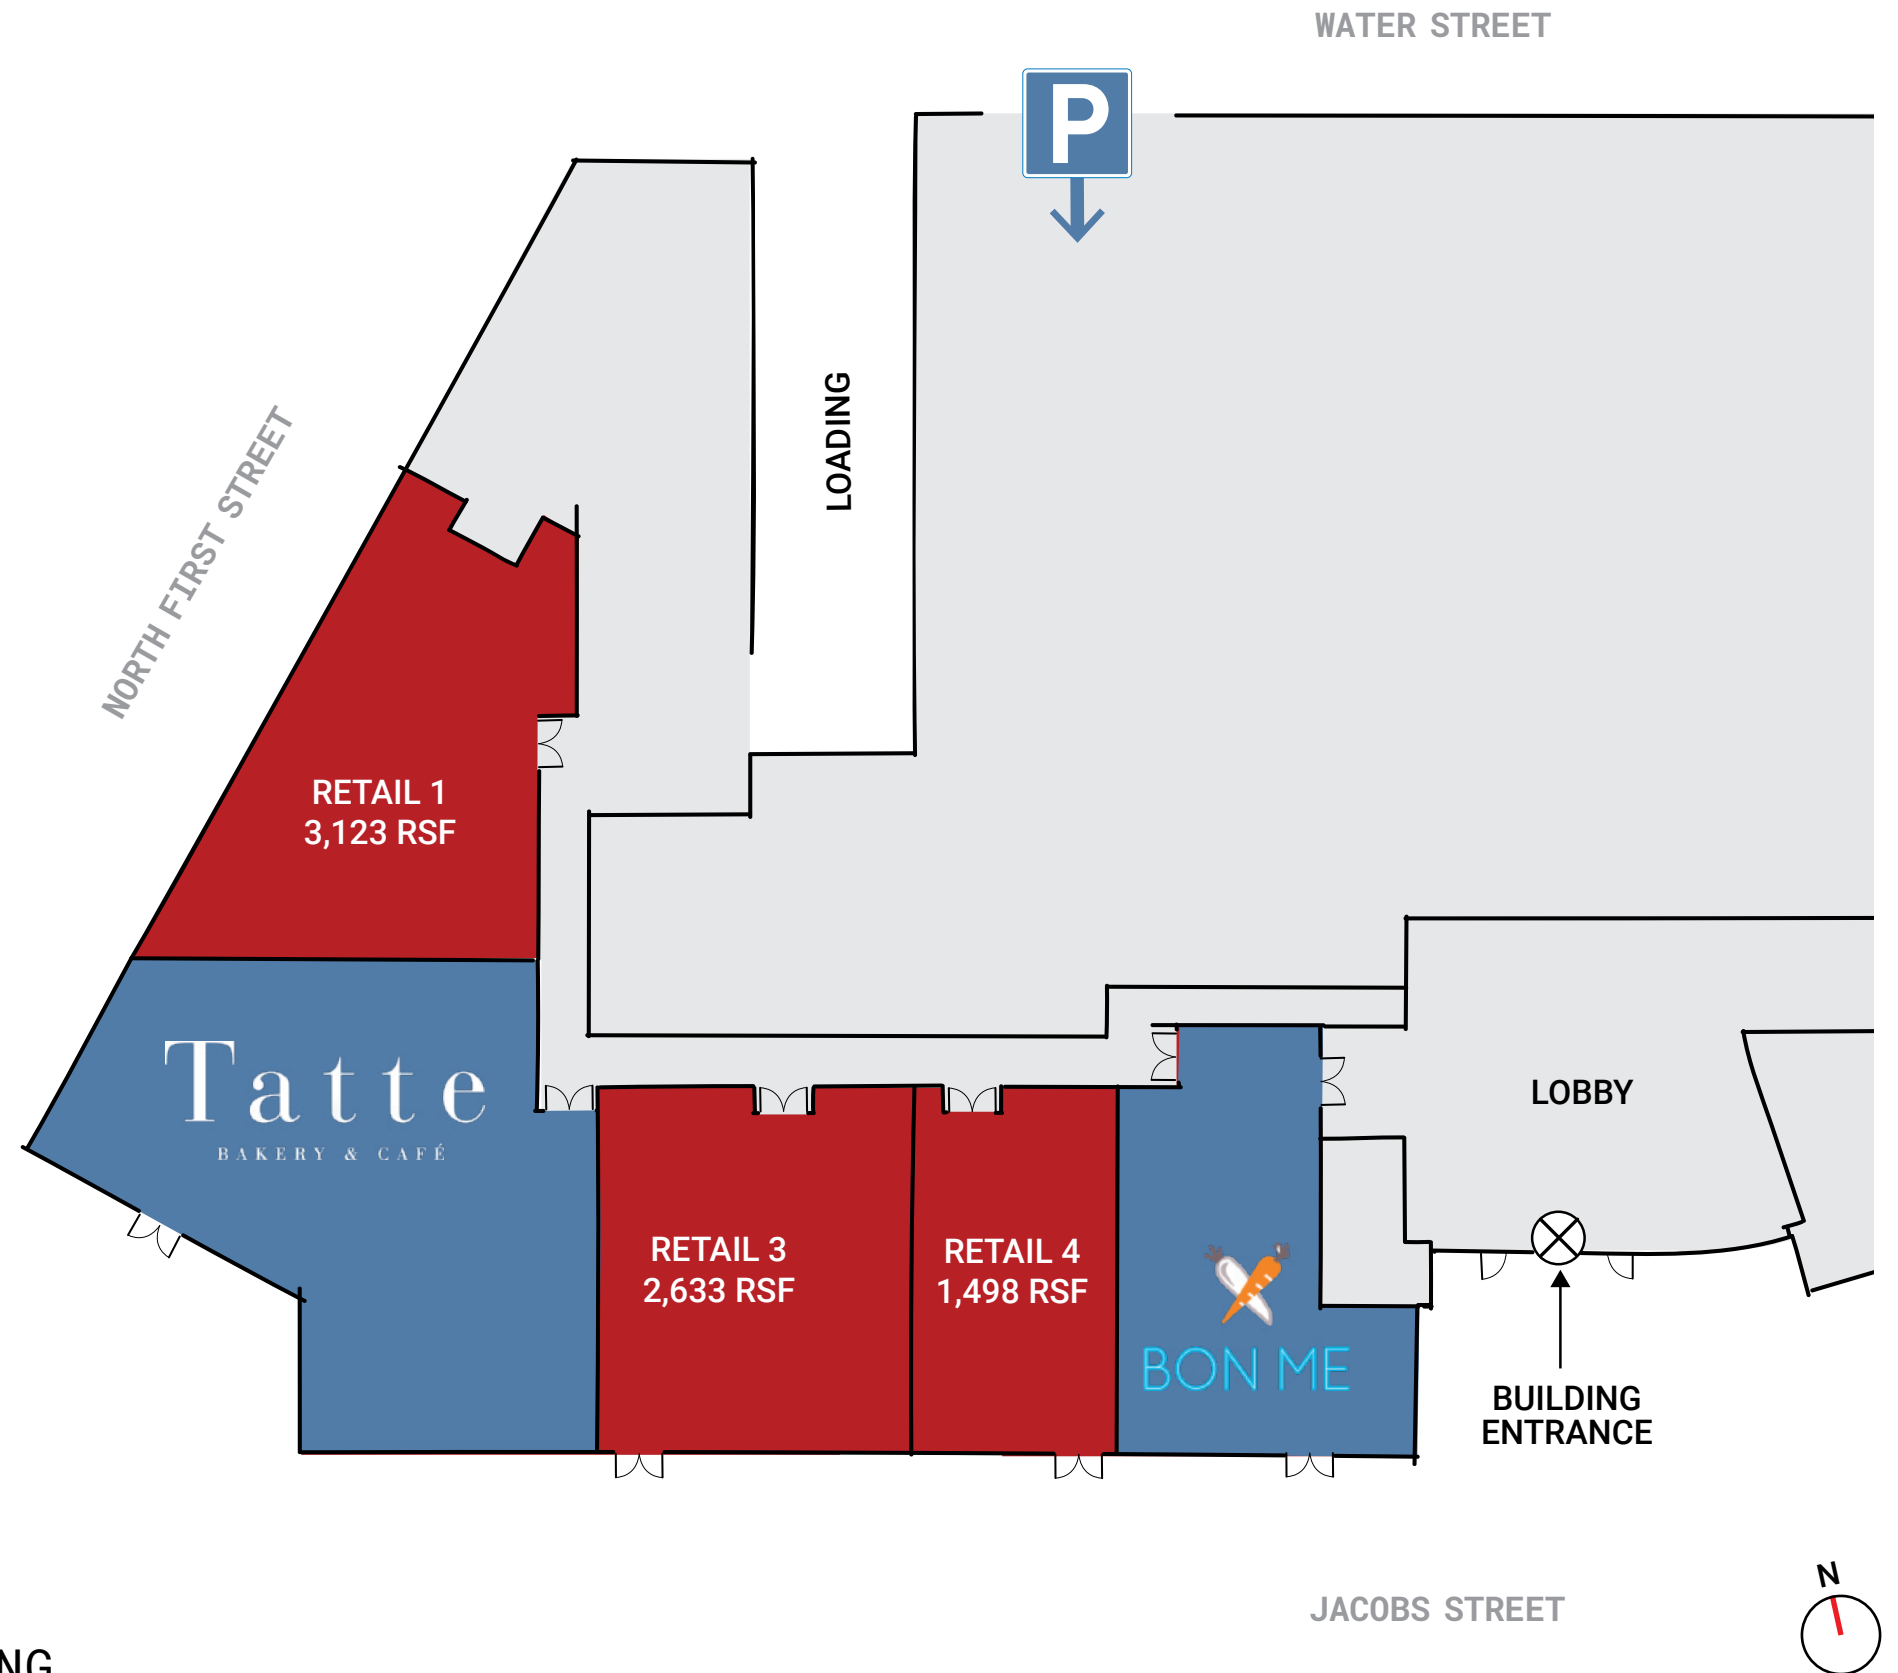 WATER STREET
P
LOADING
NORTH FIRST STREET
RETAIL 1
3,123 RSF
Tatte
BAKERY & CAFÉ
LOBBY
RETAIL 3
2,633 RSF
RETAIL 4
1,498 RSF
BON ME
BUILDING
ENTRANCE
JACOBS STREET
N
NG